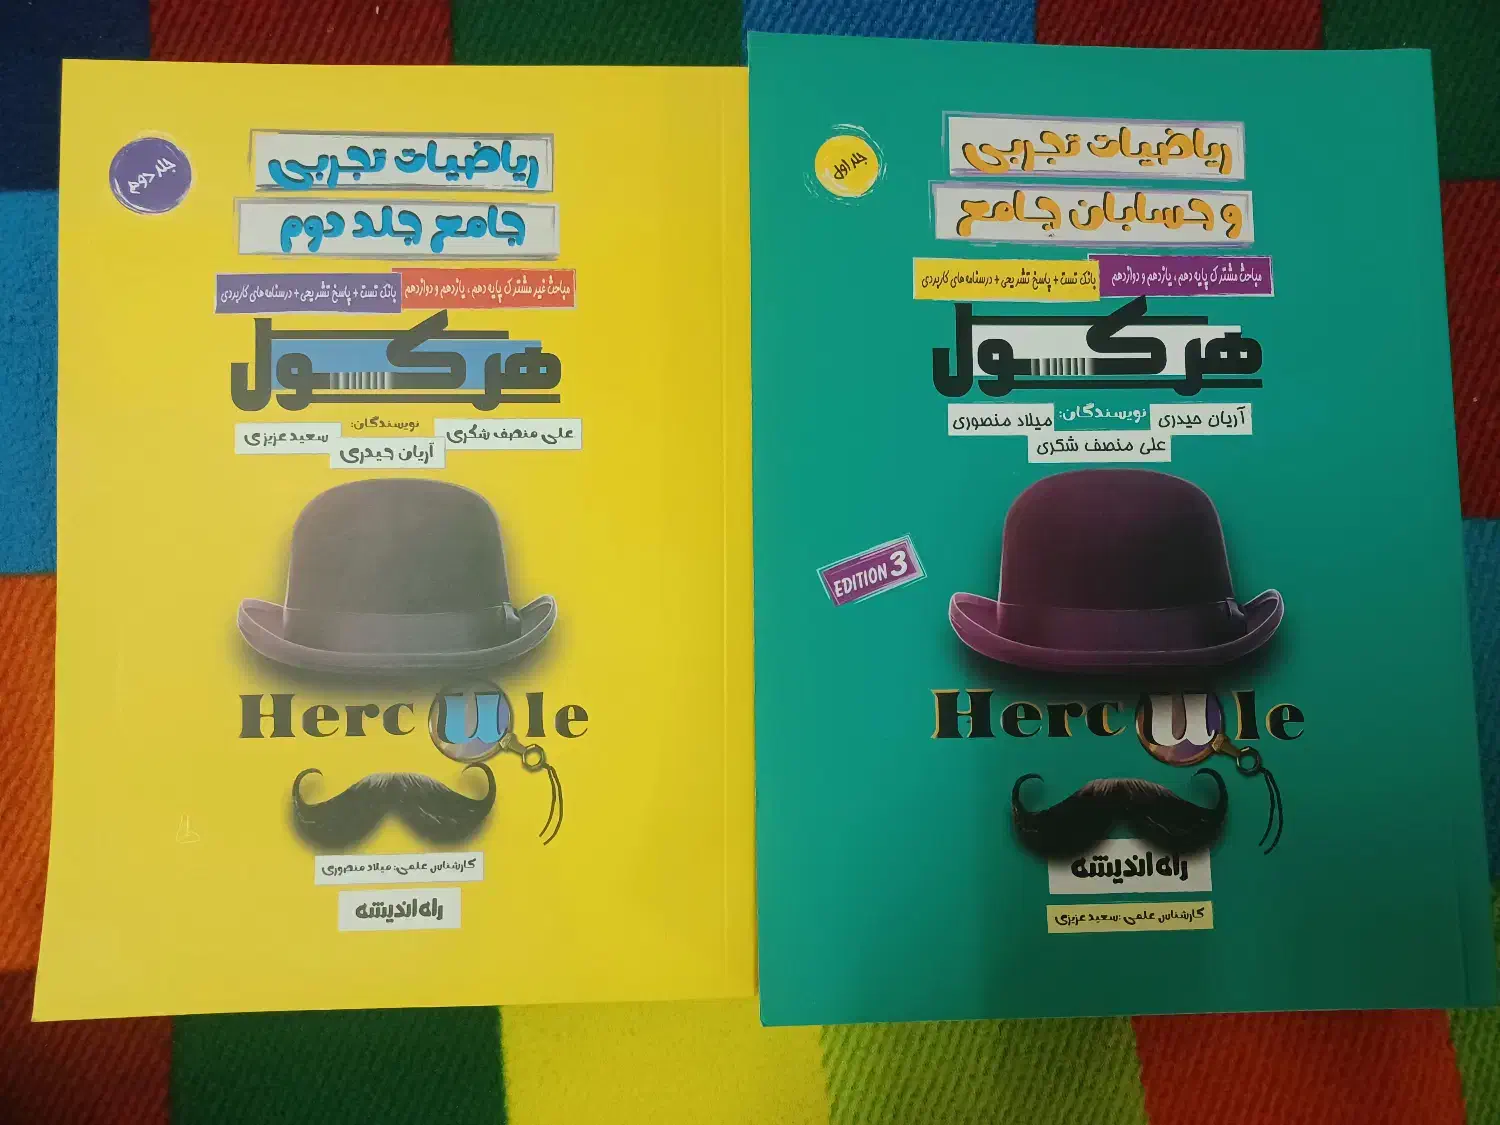 جلد اول
ریاضیات تجربی
و حسابان جامع
مباحث مشترک پایه دهم ، یازدهم و دوازدهم
بانک تست + پاسخ تشریحی + درسنامه های کاربردی
هرکول
نویسندگان:
آریان حیدری
میلاد منصوری
علی منصف شکری
EDITION 3
Hercule
راه اندیشه
کارشناس علمی :سعید عزیزی
جلد دوم
ریاضیات تجربی
جامع جلد دوم
مباحث غیر مشترک پایه دهم ، یازدهم و دوازدهم
بانک تست + پاسخ تشریحی + درسنامه های کاربردی
هرکول
نویسندگان:
علی منصف شکری
سعید عزیزی
آریان حیدری
Hercule
کارشناس علمی: میلاد منصوری
راه اندیشه